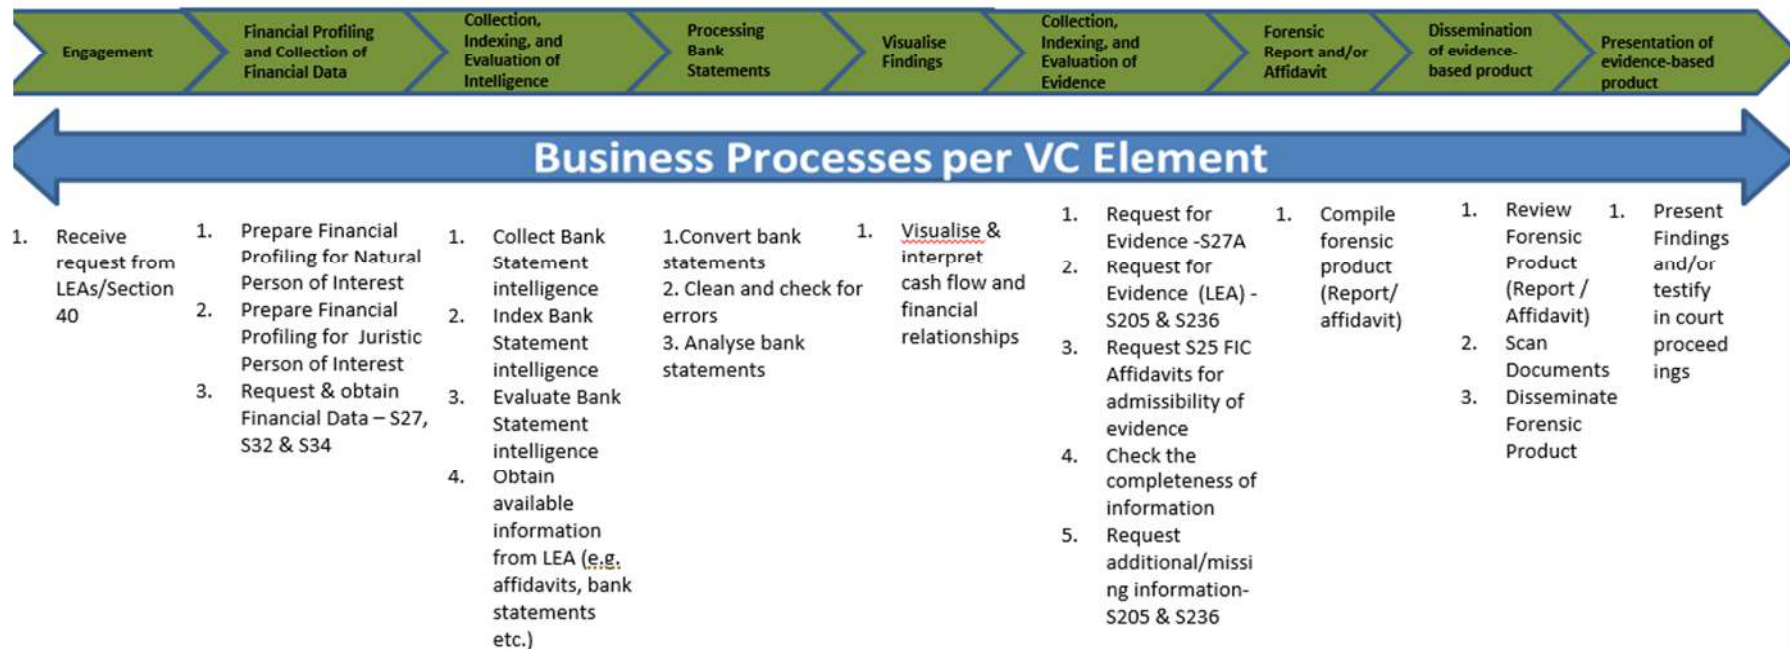 Engagement
Financial Profiling
and Collection of
Financial Data
Collection,
Indexing, and
Evaluation of
Intelligence
Processing
Bank
Statements
Visualise
Findings
Collection,
Indexing, and
Evaluation of
Evidence
Forensic
Report and/or
Affidavit
Dissemination
of evidence-
based product
Presentation of
evidence-based
product
Business Processes per VC Element
1. Receive
request from
LEAs/Section
40
1. Prepare Financial
Profiling for Natural
Person of Interest
2. Prepare Financial
Profiling for Juristic
Person of Interest
3. Request & obtain
Financial Data – S27,
S32 & S34
1. Collect Bank
Statement
intelligence
2. Index Bank
Statement
intelligence
3. Evaluate Bank
Statement
intelligence
4. Obtain
available
information
from LEA (e.g.
affidavits, bank
statements
etc.)
1.Convert bank
statements
2. Clean and check for
errors
3. Analyse bank
statements
1. Visualise &
interpret
cash flow and
financial
relationships
1. Request for
Evidence -S27A
2. Request for
Evidence (LEA) -
S205 & S236
3. Request S25 FIC
Affidavits for
admissibility of
evidence
4. Check the
completeness of
information
5. Request
additional/missi
ng information-
S205 & S236
1. Compile
forensic
product
(Report/
affidavit)
1. Review
Forensic
Product
(Report /
Affidavit)
2. Scan
Documents
3. Disseminate
Forensic
Product
1. Present
Findings
and/or
testify
in court
proceed
ings